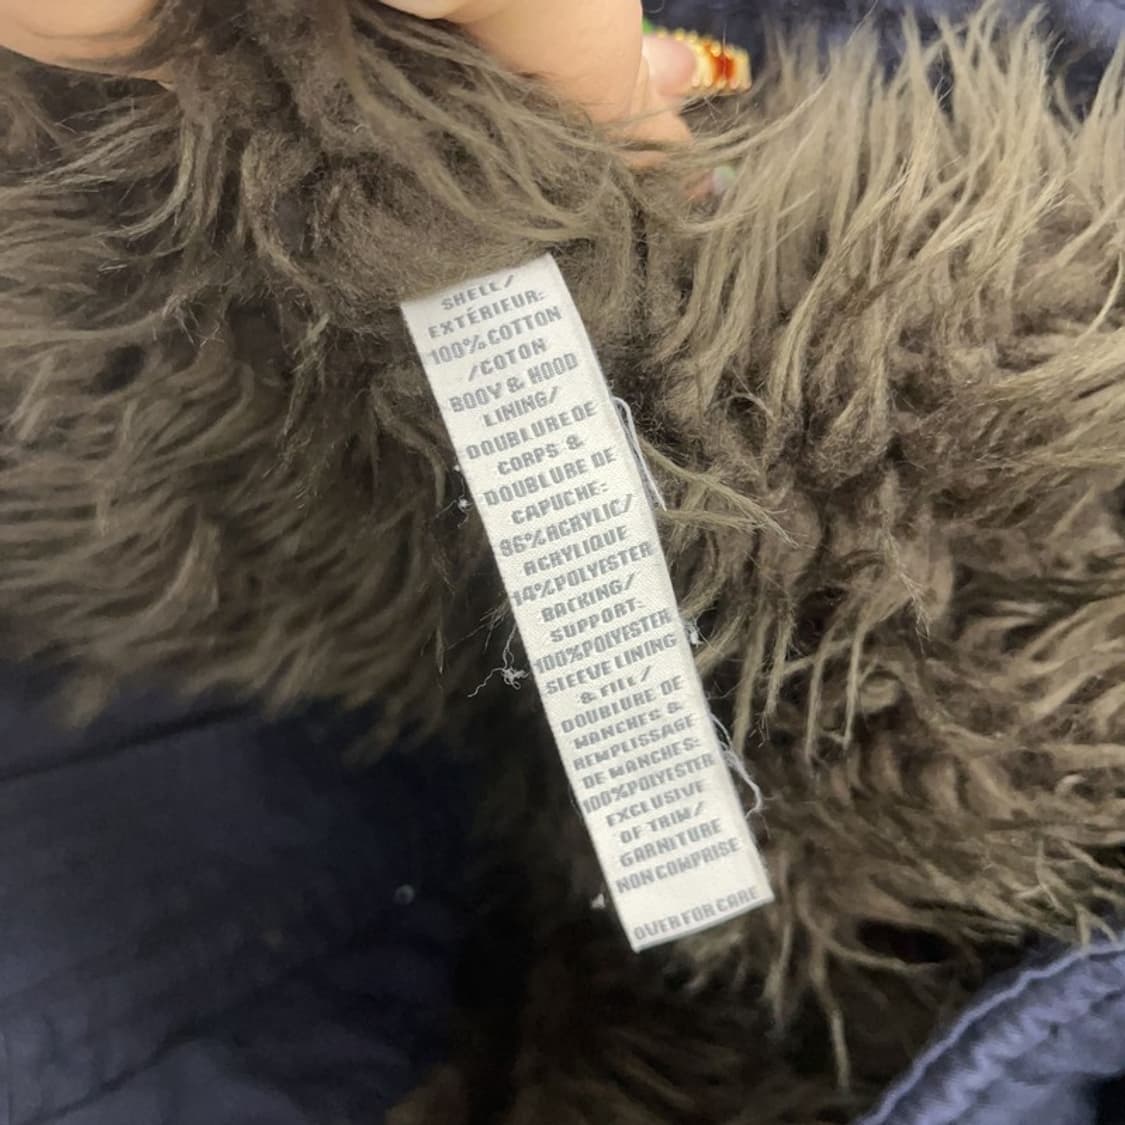 SHELL/
EXTÉRIEUR:
100%COTTON
/COTON
BODY & HOOD
LINING/
DOUBLURE DE
CORPS &
DOUBLURE DE
CAPUCHE:
86%ACRYLIC/
ACRYLIQUE
14%POLYESTER
BACKING/
SUPPORT:
100%POLYESTER
SLEEVE LINING
& FILL/
DOUBLURE DE
MANCHES &
REMPLISSAGE
DE MANCHES:
100%POLYESTER
EXCLUSIVE
OF TRIM/
GARNITURE
NON COMPRISE
OVER FOR CARE